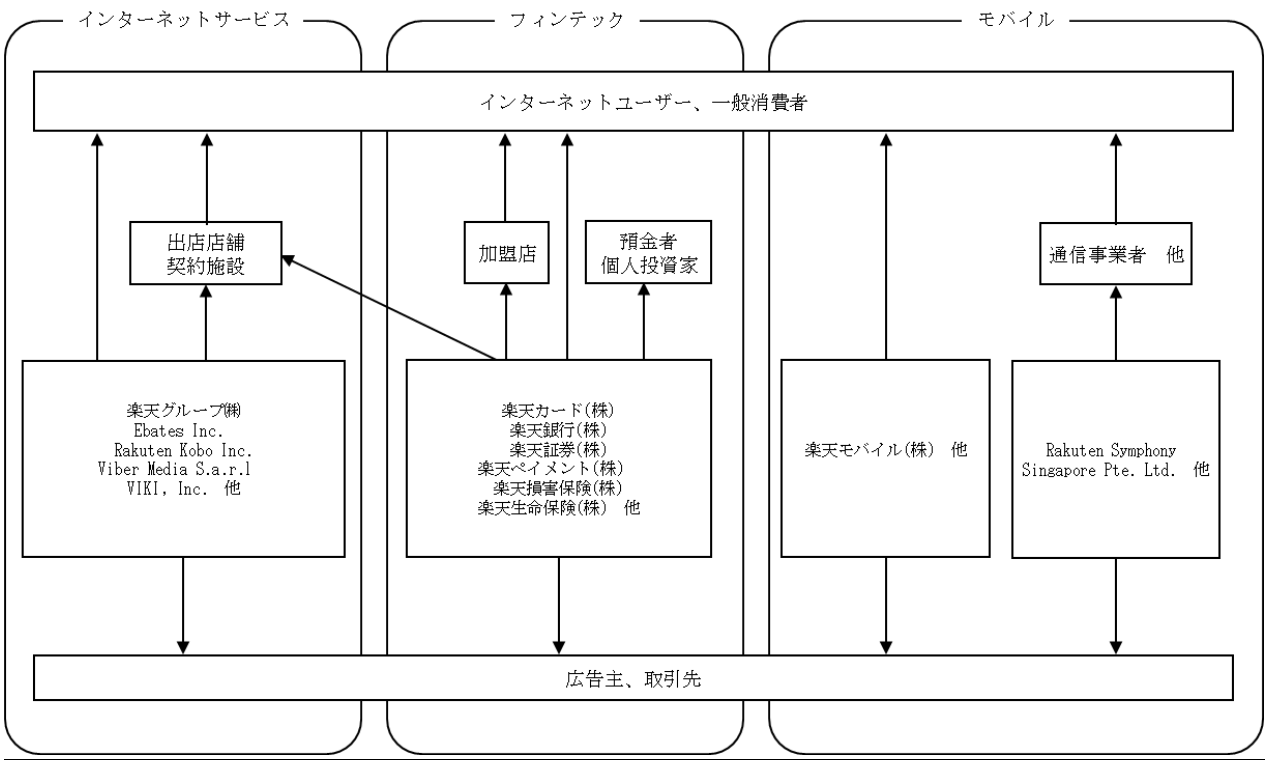 インターネットサービス
フィンテック
モバイル
インターネットユーザー、一般消費者
出店店舗
契約施設
加盟店
預金者
個人投資家
通信事業者 他
楽天グループ㈱
Ebates Inc.
Rakuten Kobo Inc.
Viber Media S.a.r.l
VIKI, Inc. 他
楽天カード(株)
楽天銀行(株)
楽天証券(株)
楽天ペイメント(株)
楽天損害保険(株)
楽天生命保険(株) 他
楽天モバイル(株) 他
Rakuten Symphony
Singapore Pte. Ltd. 他
広告主、取引先